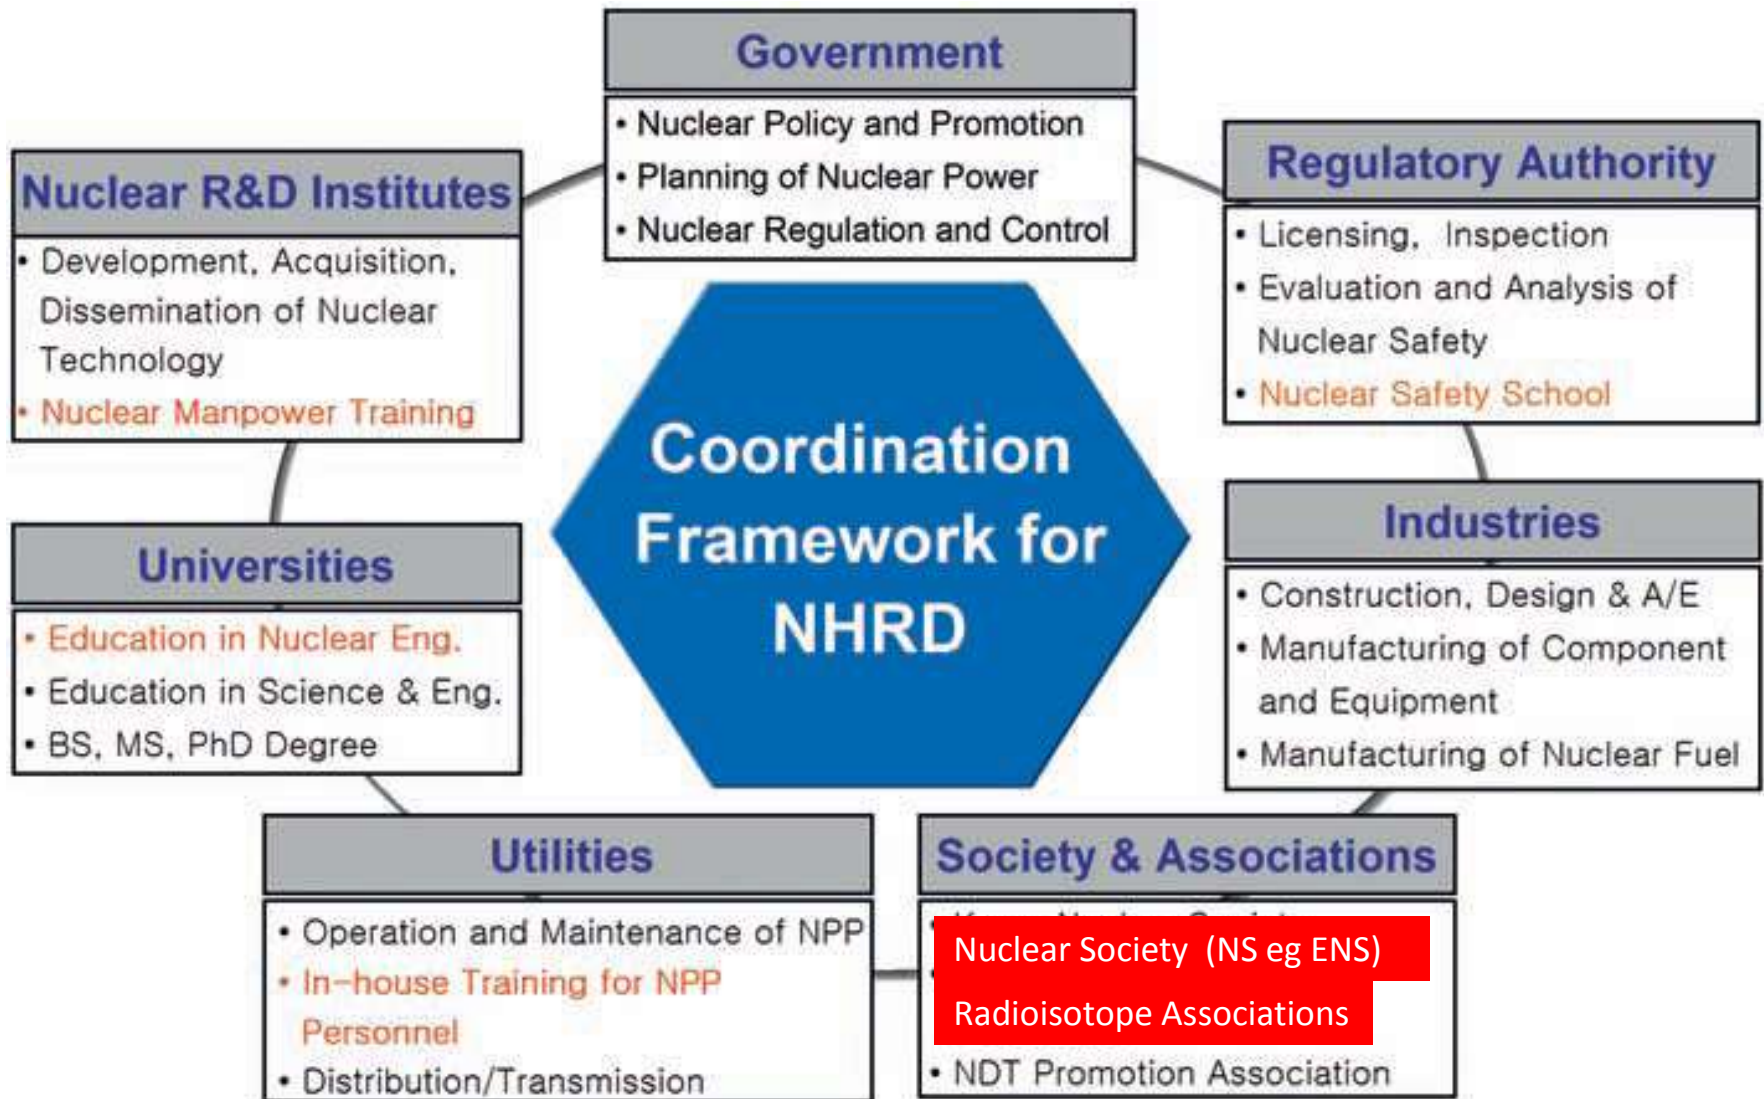 Government
• Nuclear Policy and Promotion
• Planning of Nuclear Power
• Nuclear Regulation and Control
Nuclear R&D Institutes
• Development, Acquisition,
Dissemination of Nuclear
Technology
• Nuclear Manpower Training
Regulatory Authority
• Licensing, Inspection
• Evaluation and Analysis of
Nuclear Safety
• Nuclear Safety School
Coordination
Framework for
NHRD
Universities
• Education in Nuclear Eng.
• Education in Science & Eng.
• BS, MS, PhD Degree
Industries
• Construction, Design & A/E
• Manufacturing of Component
and Equipment
• Manufacturing of Nuclear Fuel
Utilities
• Operation and Maintenance of NPP
• In-house Training for NPP
Personnel
• Distribution/Transmission
Society & Associations
Nuclear Society (NS eg ENS)
Radioisotope Associations
• NDT Promotion Association